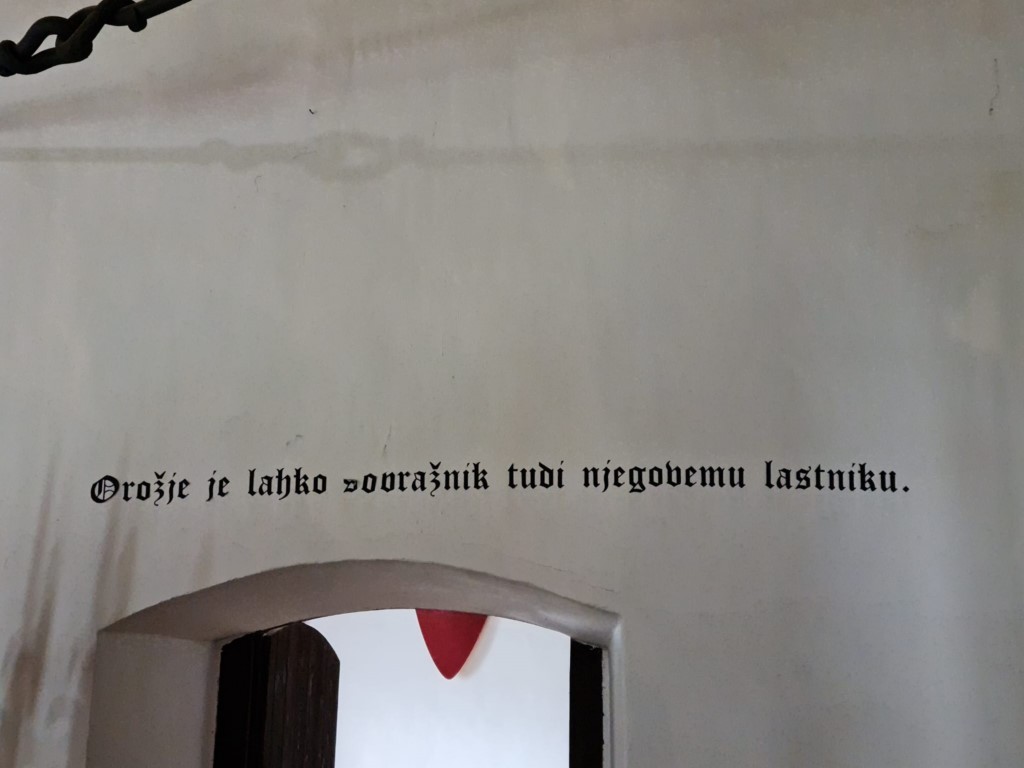 Orožje je lahko sovražnik tudi njegovemu lastniku.